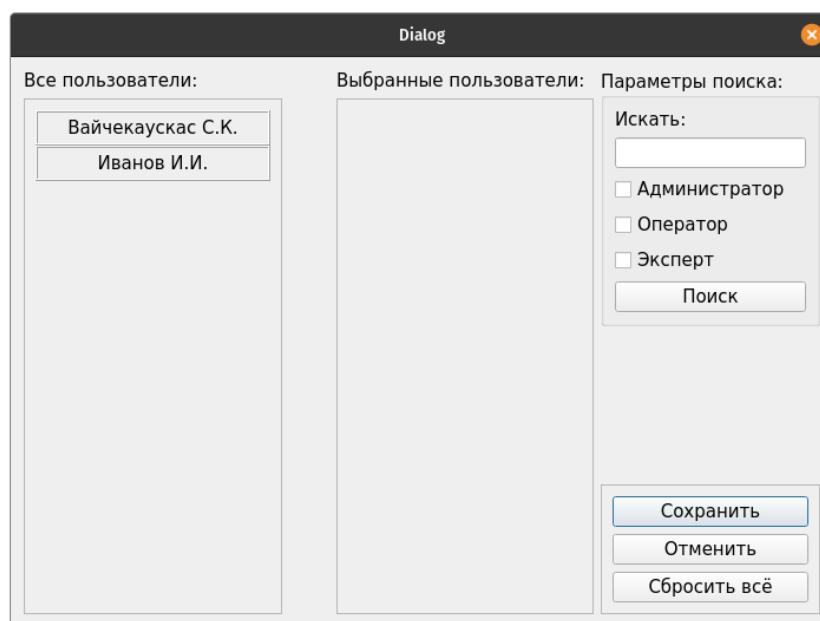 Dialog
Все пользователи:
Вайчекаускас С.К.
Иванов И.И.
Выбранные пользователи:
Параметры поиска:
Искать:
Администратор
Оператор
Эксперт
Поиск
Сохранить
Отменить
Сбросить всё